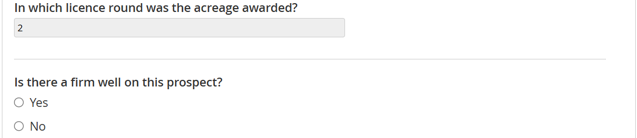 In which licence round was the acreage awarded?
2
Is there a firm well on this prospect?
Yes
No